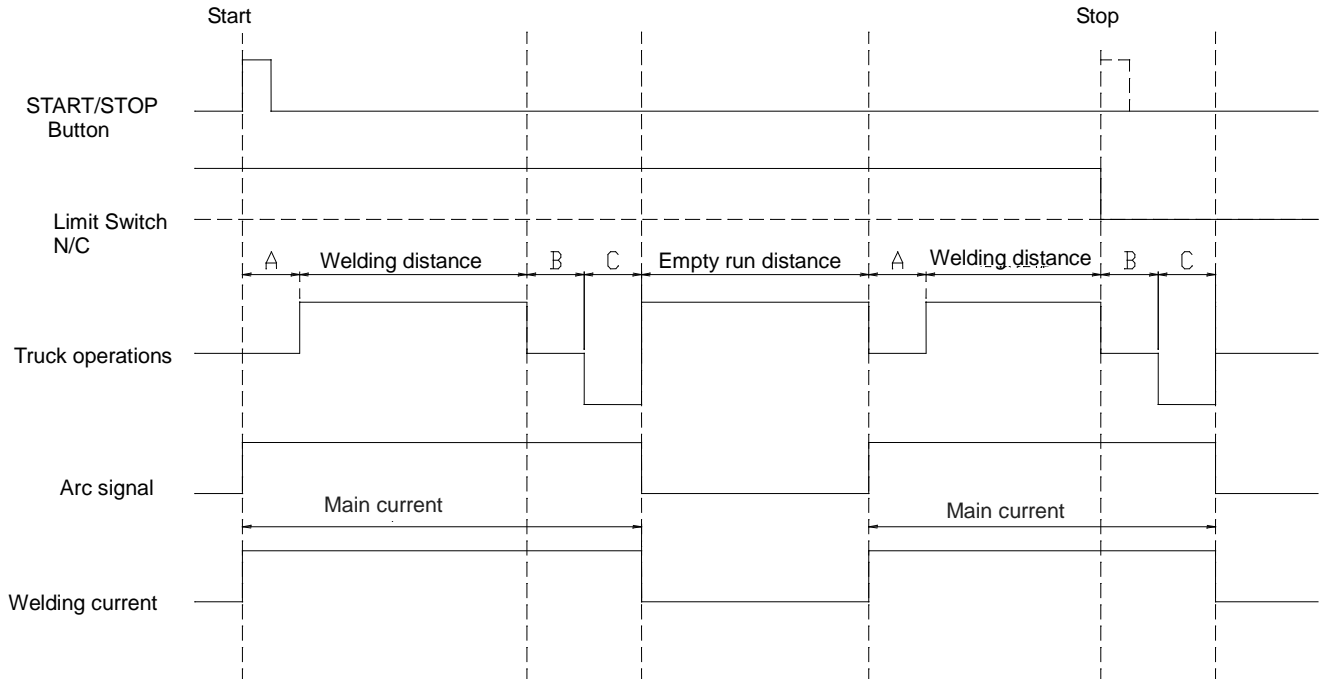 Start
Stop
START/STOP
Button
Limit Switch
N/C
A
Welding distance
B
C
Empty run distance
A
Welding distance
B
C
Truck operations
Arc signal
Main current
Main current
Welding current